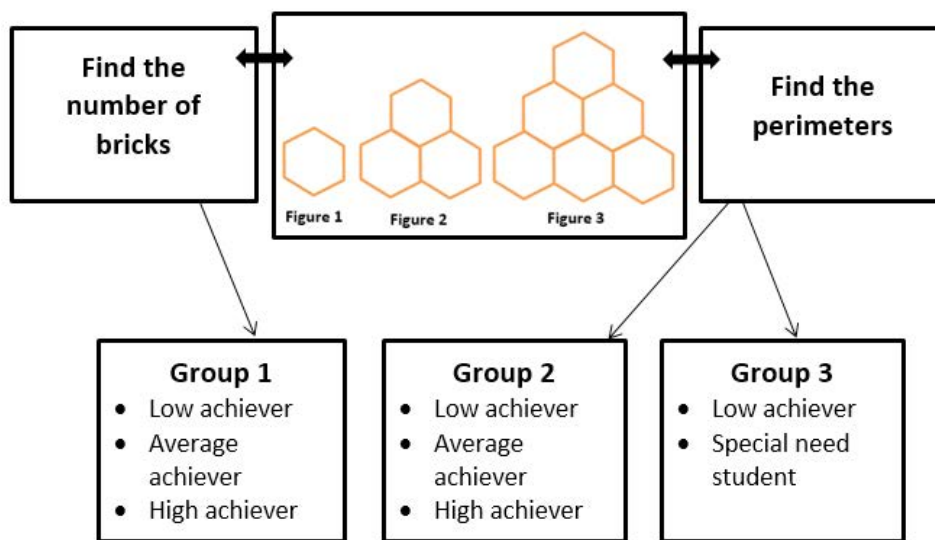 Find the
number of
bricks
Figure 1
Figure 2
Figure 3
Find the
perimeters
Group 1
• Low achiever
• Average
achiever
• High achiever
Group 2
• Low achiever
• Average
achiever
• High achiever
Group 3
• Low achiever
• Special need
student